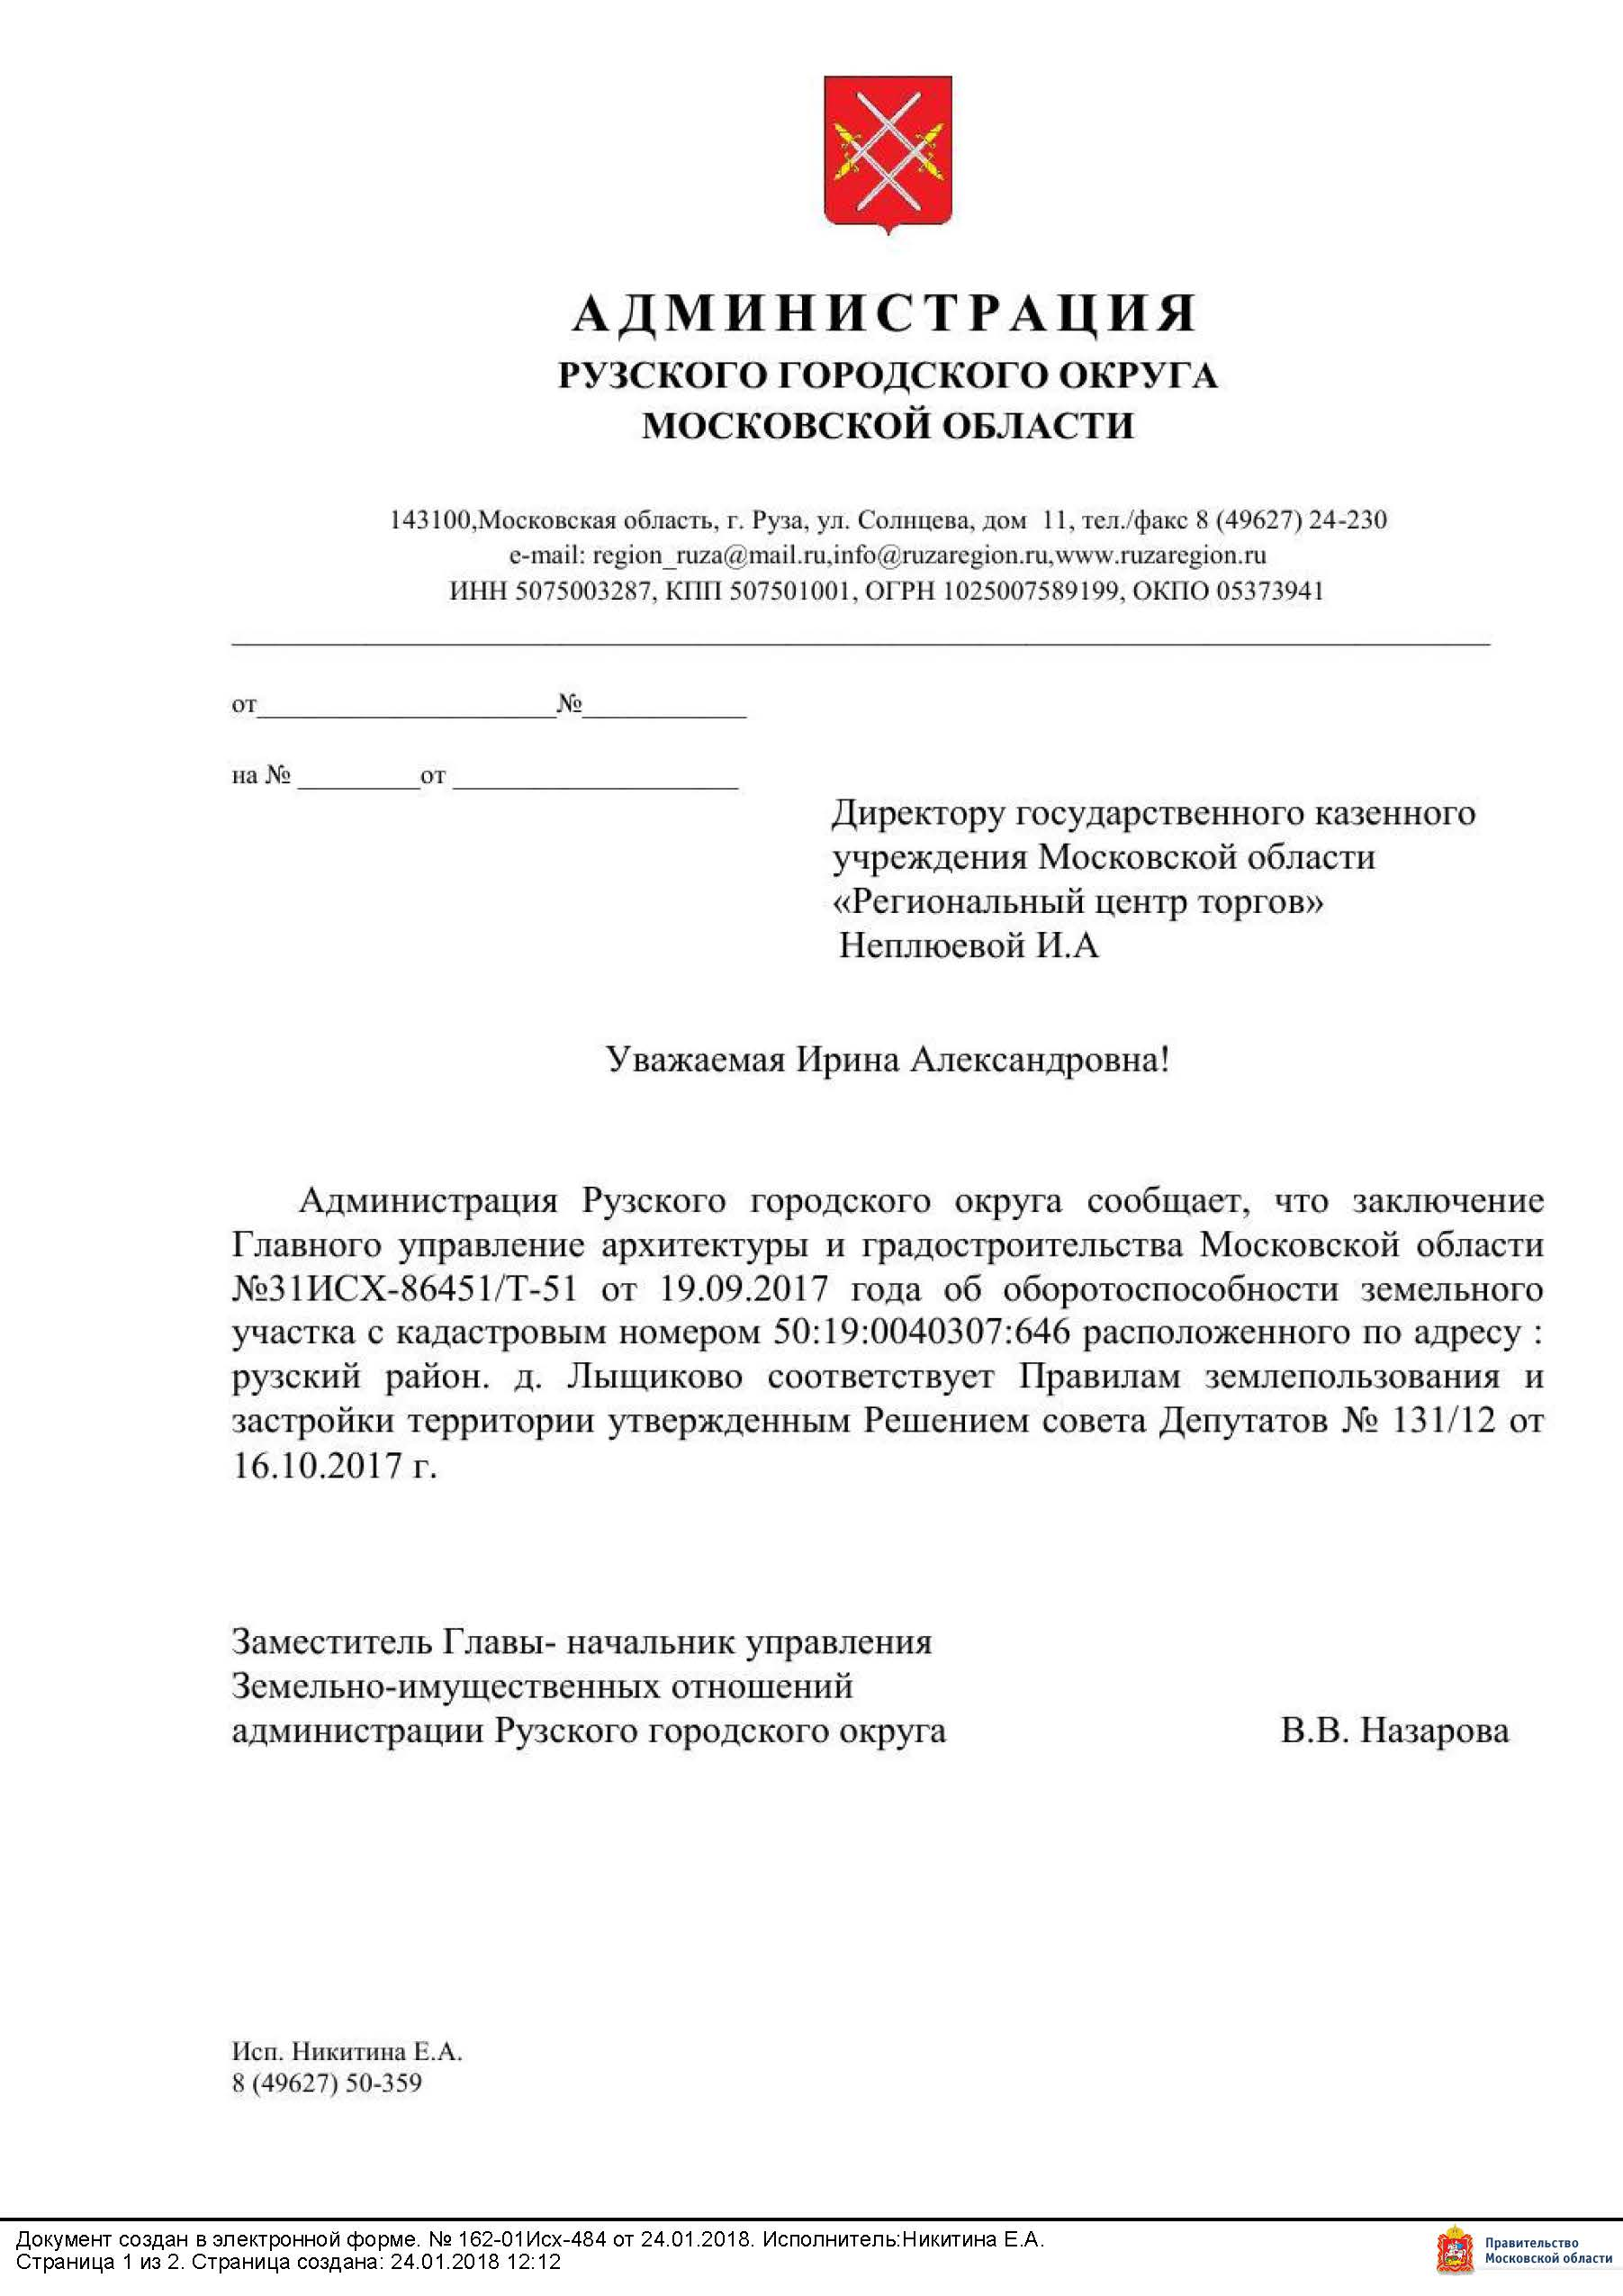 АДМИНИСТРАЦИЯ
РУЗСКОГО ГОРОДСКОГО ОКРУГА
МОСКОВСКОЙ ОБЛАСТИ
143100,Московская область, г. Руза, ул. Солнцева, дом 11, тел./факс 8 (49627) 24-230
e-mail: region_ruza@mail.ru,info@ruzaregion.ru,www.ruzaregion.ru
ИНН 5075003287, КПП 507501001, ОГРН 1025007589199, ОКПО 05373941
от______________________№____________
на № _________от _____________________
Директору государственного казенного
учреждения Московской области
«Региональный центр торгов»
Неплюевой И.А
Уважаемая Ирина Александровна!
Администрация Рузского городского округа сообщает, что заключение
Главного управление архитектуры и градостроительства Московской области
№31ИСХ-86451/Т-51 от 19.09.2017 года об оборотоспособности земельного
участка с кадастровым номером 50:19:0040307:646 расположенного по адресу :
рузский район. д. Лыщиково соответствует Правилам землепользования и
застройки территории утвержденным Решением совета Депутатов № 131/12 от
16.10.2017 г.
Заместитель Главы- начальник управления
Земельно-имущественных отношений
администрации Рузского городского округа В.В. Назарова
Исп. Никитина Е.А.
8 (49627) 50-359
Документ создан в электронной форме. № 162-01Исх-484 от 24.01.2018. Исполнитель:Никитина Е.А.
Страница 1 из 2. Страница создана: 24.01.2018 12:12
Правительство
Московской области